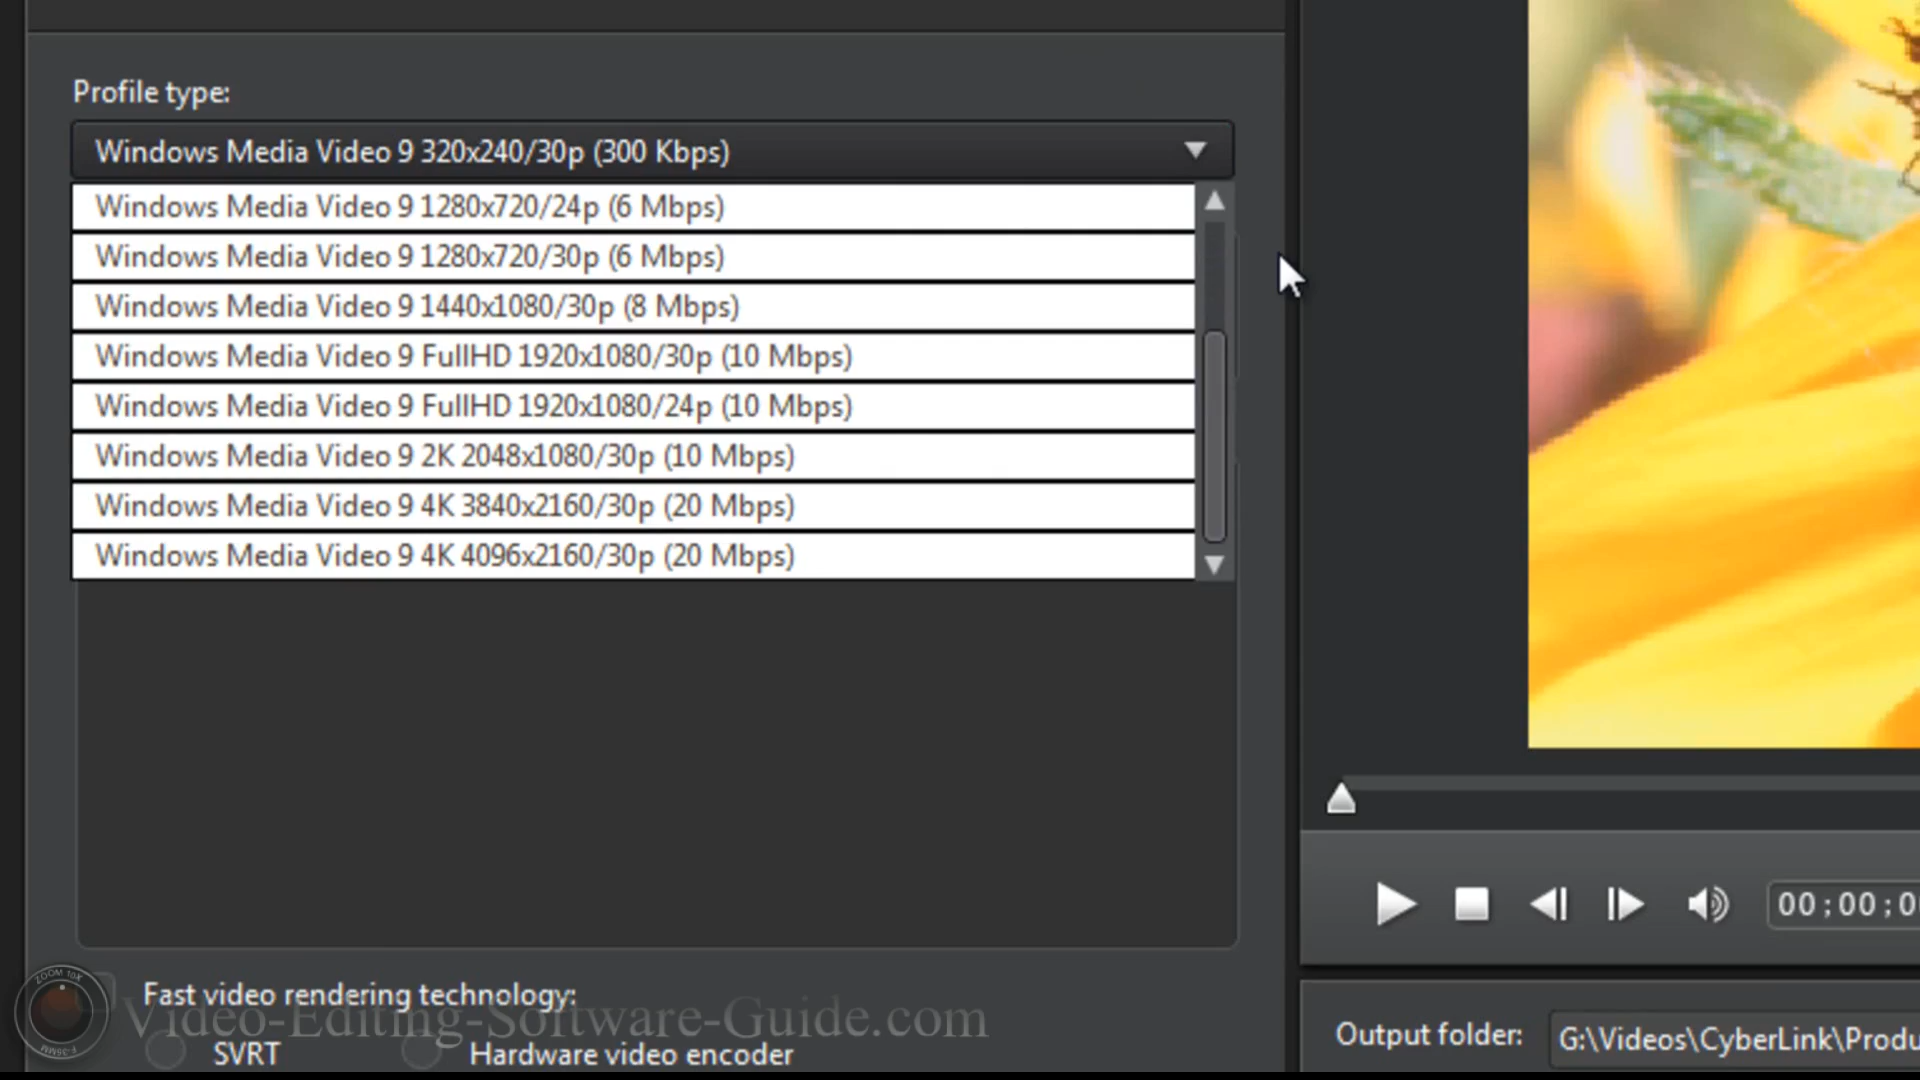 Profile type:
Windows Media Video 9 320x240/30p (300 Kbps)
Windows Media Video 9 1280x720/24p (6 Mbps)
Windows Media Video 9 1280x720/30p (6 Mbps)
Windows Media Video 9 1440x1080/30p (8 Mbps)
Windows Media Video 9 FullHD 1920x1080/30p (10 Mbps)
Windows Media Video 9 FullHD 1920x1080/24p (10 Mbps)
Windows Media Video 9 2K 2048x1080/30p (10 Mbps)
Windows Media Video 9 4K 3840x2160/30p (20 Mbps)
Windows Media Video 9 4K 4096x2160/30p (20 Mbps)
00;00;0
ZOOM 10X
F-35MM
Fast video rendering technology:
Video-Editing-Software-Guide.com
SVRT Hardware video encoder
Output folder: G:\Videos\CyberLink\Produ